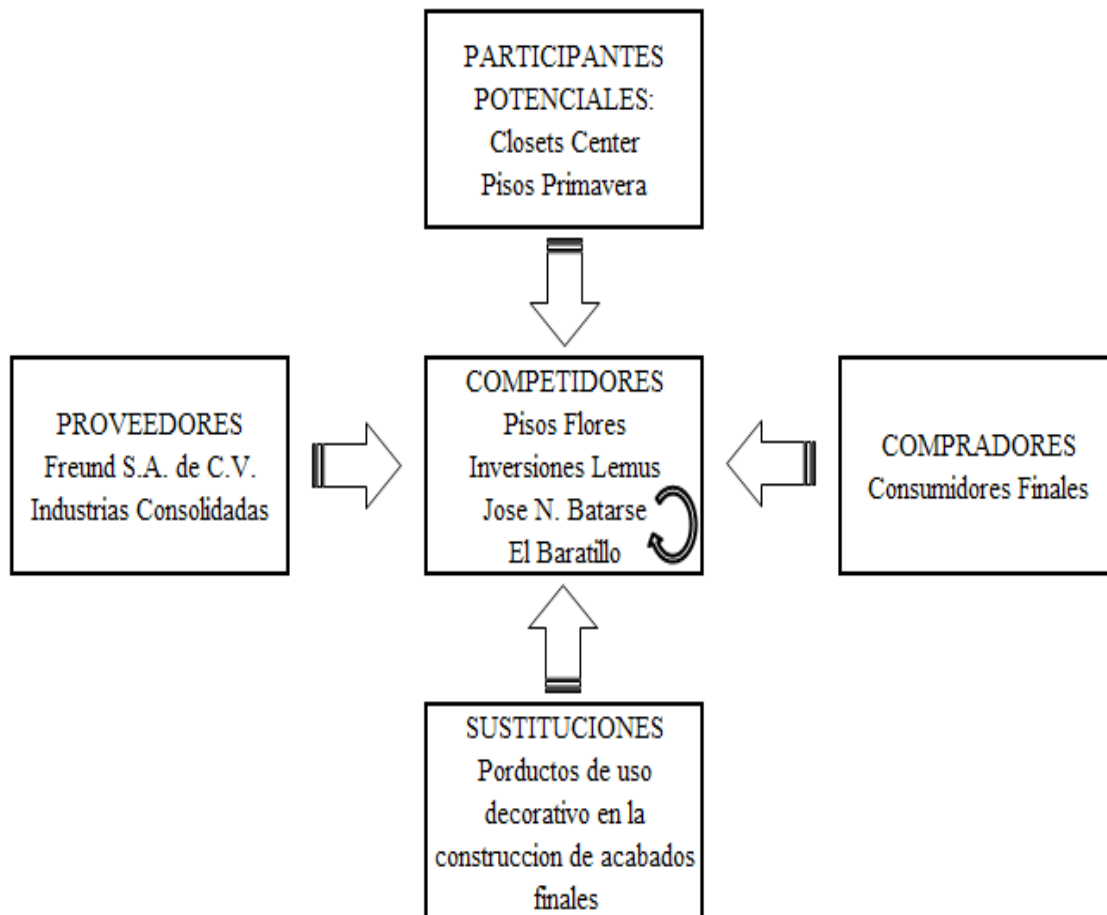 PARTICIPANTES
POTENCIALES:
Closets Center
Pisos Primavera
PROVEEDORES
Freund S.A. de C.V.
Industrias Consolidadas
COMPETIDORES
Pisos Flores
Inversiones Lemus
Jose N. Batarse
El Baratillo
COMPRADORES
Consumidores Finales
SUSTITUCIONES
Porductos de uso
decorativo en la
construccion de acabados
finales